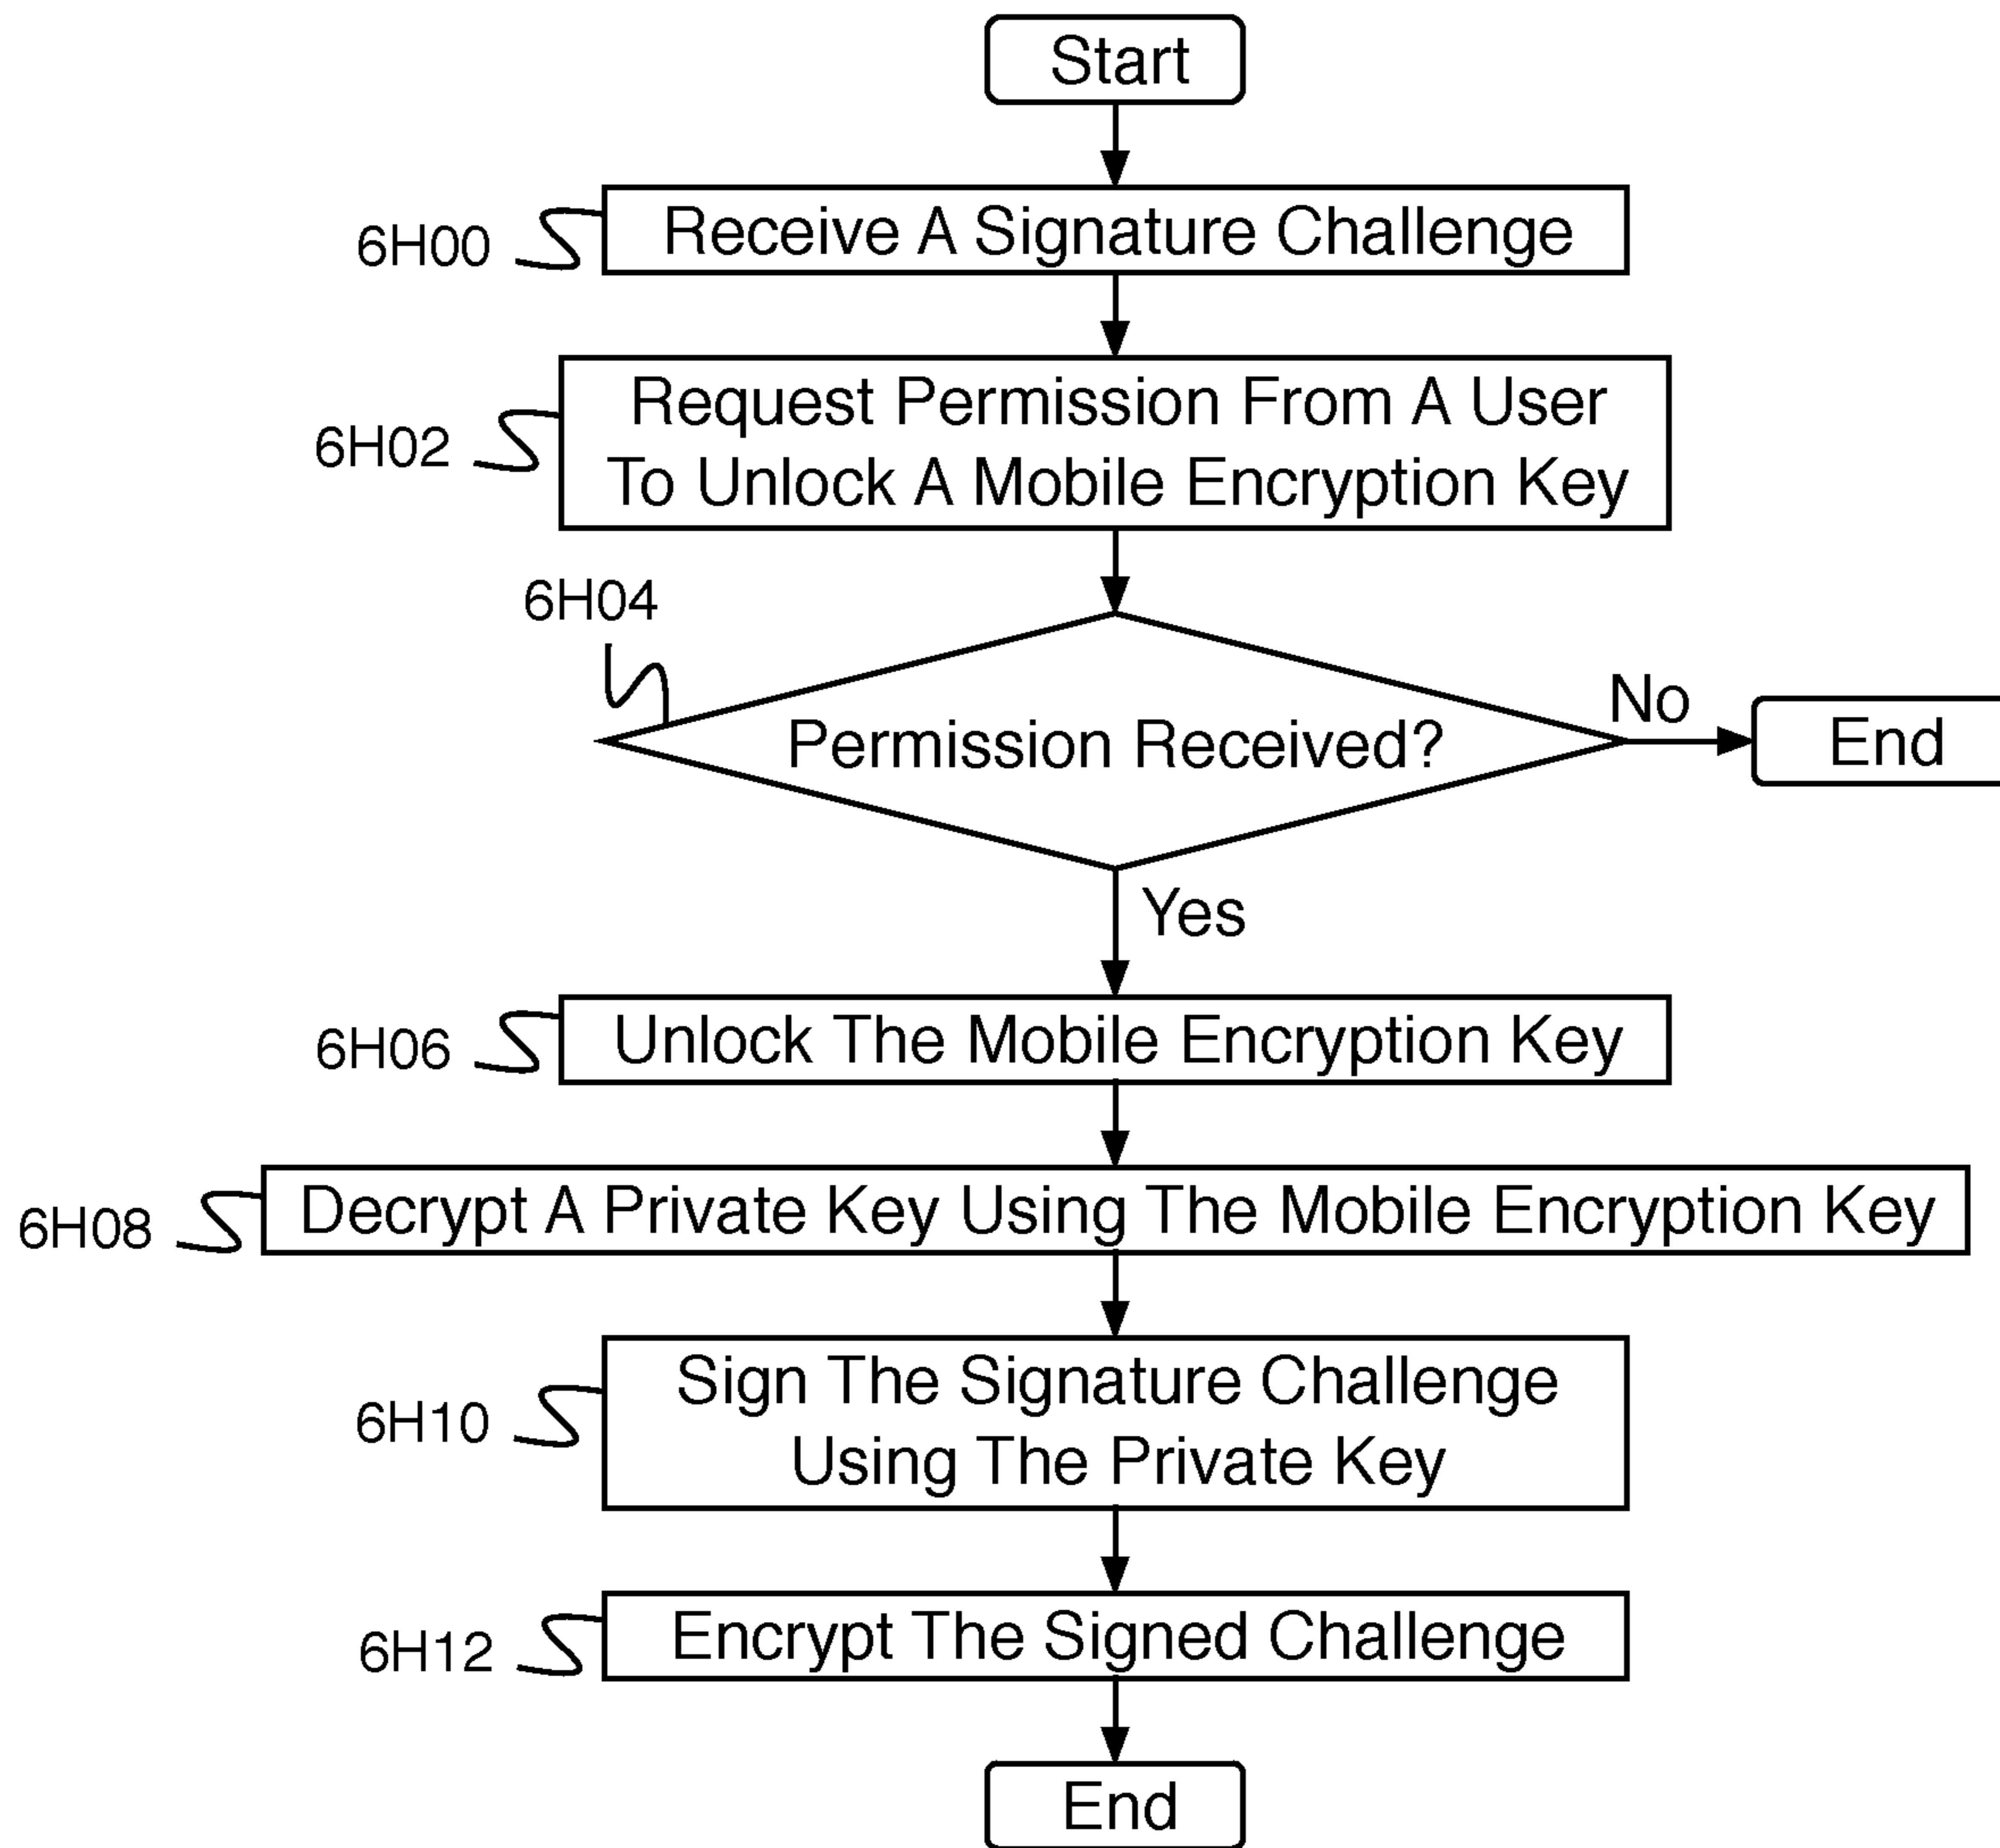 Start
6H00
Receive A Signature Challenge
6H02
Request Permission From A User
To Unlock A Mobile Encryption Key
6H04
Permission Received?
No
End
Yes
6H06
Unlock The Mobile Encryption Key
6H08
Decrypt A Private Key Using The Mobile Encryption Key
6H10
Sign The Signature Challenge
Using The Private Key
6H12
Encrypt The Signed Challenge
End